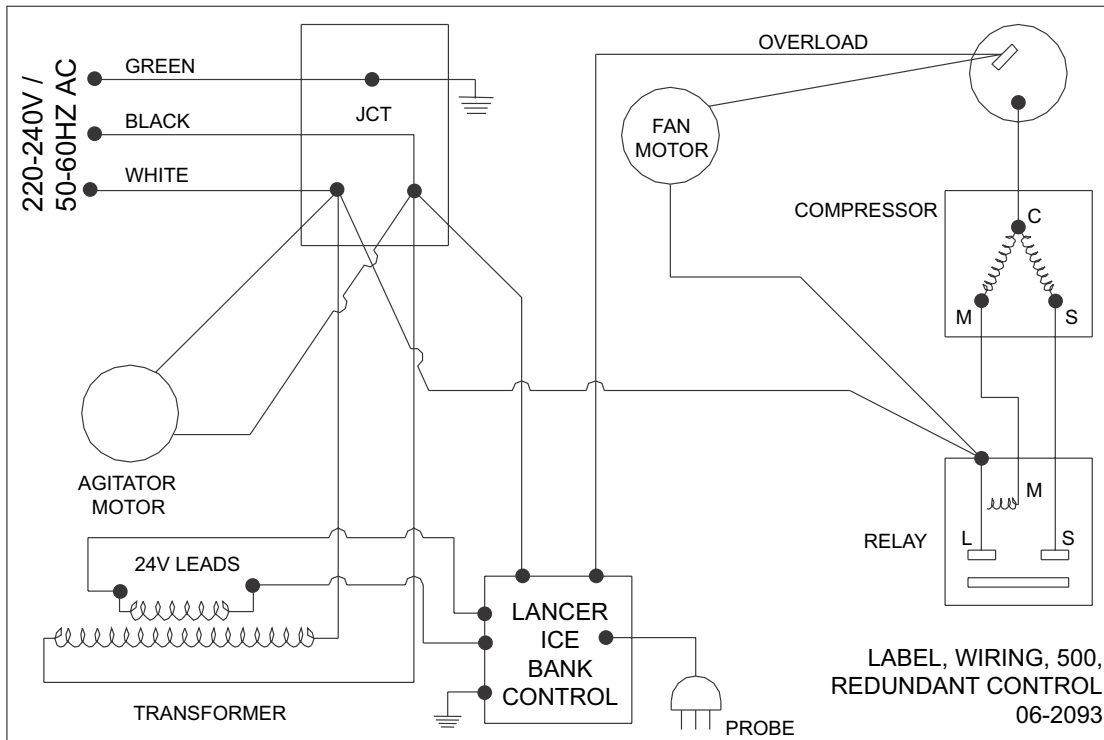 220-240V /
50-60HZ AC
GREEN
BLACK
WHITE
JCT
OVERLOAD
FAN
MOTOR
COMPRESSOR
C
M
S
AGITATOR
MOTOR
RELAY
M
L
S
24V LEADS
TRANSFORMER
LANCER
ICE
BANK
CONTROL
PROBE
LABEL, WIRING, 500,
REDUNDANT CONTROL
06-2093